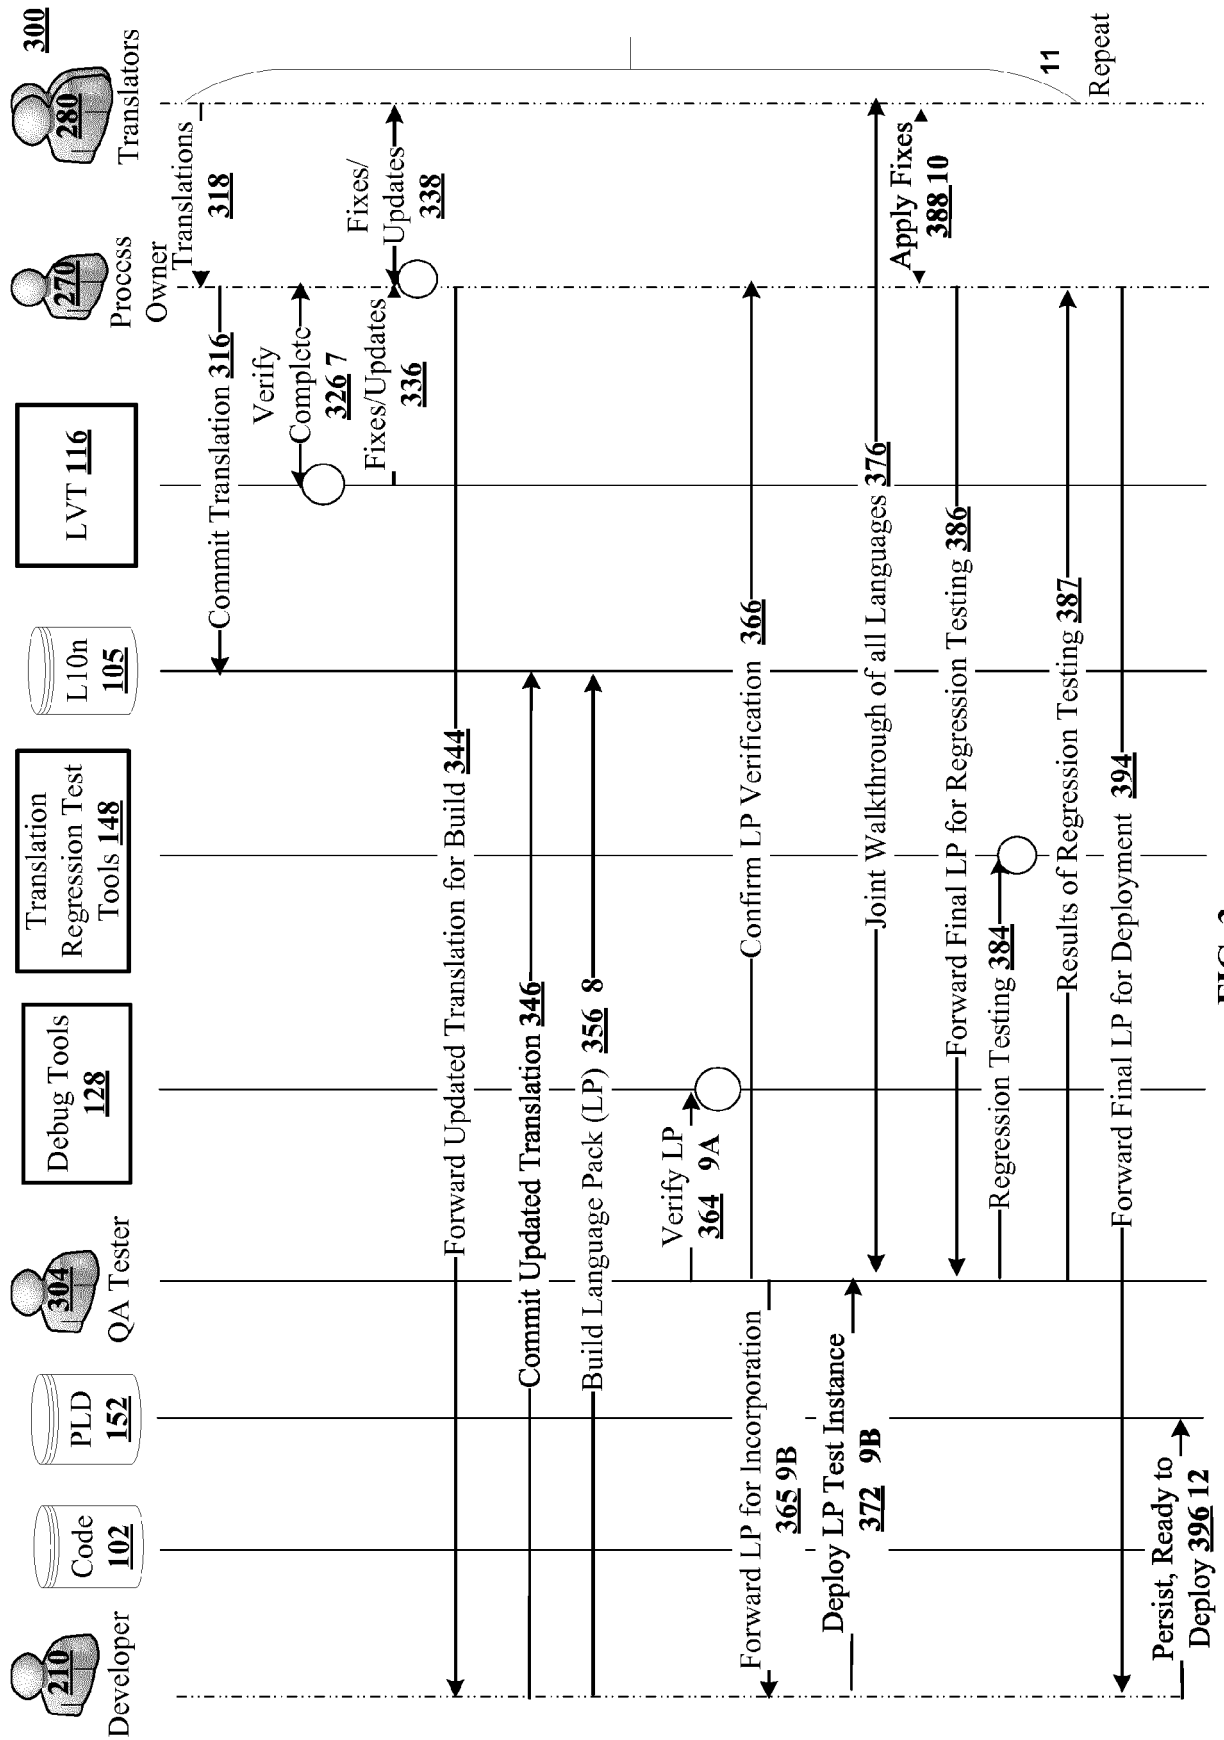 300
210
Developer
Code
102
PLD
152
304
QA Tester
Debug Tools
128
Translation
Regression Test
Tools 148
L10n
105
LVT 116
270
Process
Owner
280
Translators
Translations
318
Commit Translation 316
Verify
Complete
326 7
Fixes/Updates
336
Fixes/
Updates
338
Forward Updated Translation for Build 344
Commit Updated Translation 346
Build Language Pack (LP) 356 8
Verify LP
364 9A
Confirm LP Verification 366
Forward LP for Incorporation
365 9B
Deploy LP Test Instance
372 9B
Joint Walkthrough of all Languages 376
Apply Fixes
388 10
Forward Final LP for Regression Testing 386
Regression Testing 384
Results of Regression Testing 387
11
Repeat
Forward Final LP for Deployment 394
Persist, Ready to
Deploy 396 12